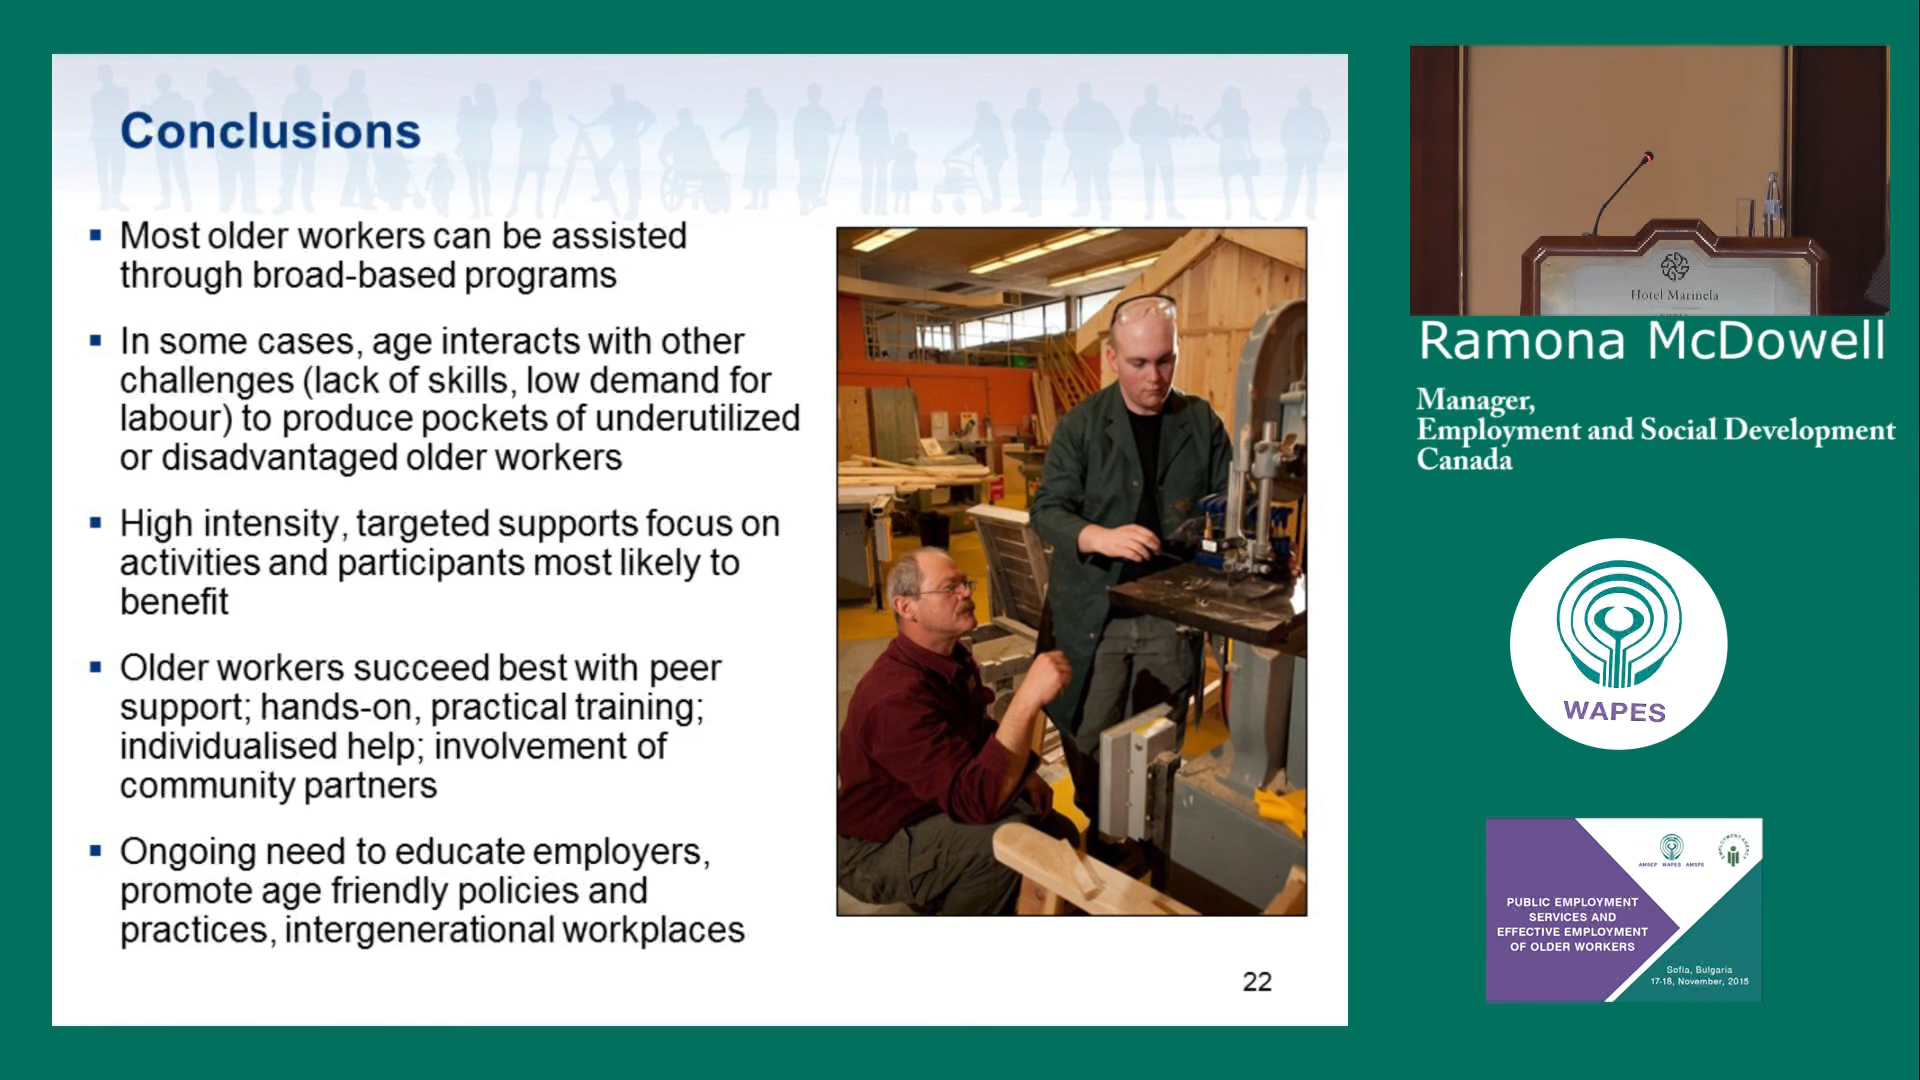 Conclusions
Most older workers can be assisted
through broad-based programs
In some cases, age interacts with other
challenges (lack of skills, low demand for
labour) to produce pockets of underutilized
or disadvantaged older workers
High intensity, targeted supports focus on
activities and participants most likely to
benefit
Older workers succeed best with peer
support; hands-on, practical training;
individualised help; involvement of
community partners
Ongoing need to educate employers,
promote age friendly policies and
practices, intergenerational workplaces
22
Hotel Marinela
Ramona McDowell
Manager,
Employment and Social Development
Canada
WAPES
AMSEP WAPES AMSPE
EMPLOYMENT AGENCY
PUBLIC EMPLOYMENT
SERVICES AND
EFFECTIVE EMPLOYMENT
OF OLDER WORKERS
Sofia, Bulgaria
17-18, November, 2015